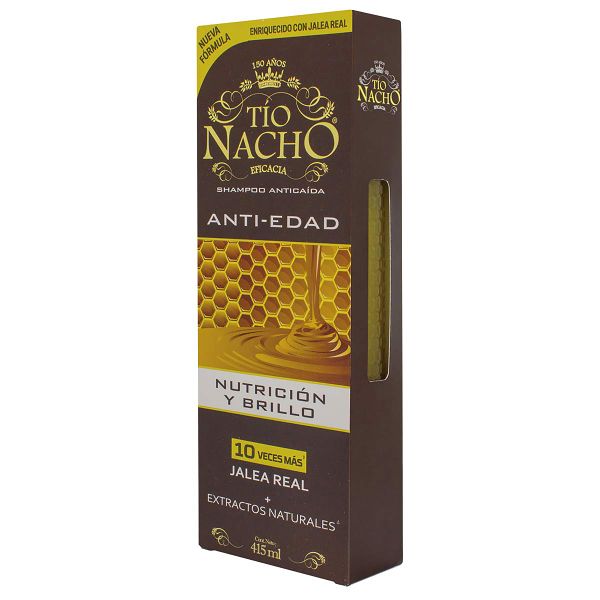 NUEVA
FÓRMULA
ENRIQUECIDO CON JALEA REAL
150 AÑOS
TÍO
NACHO®
EFICACIA
SHAMPOO ANTICAÍDA
ANTI-EDAD
NUTRICIÓN
Y BRILLO
10 VECES MÁS
JALEA REAL
+
EXTRACTOS NATURALES
Cont. Neto:
415 ml
TÍO
NACHO
EFICACIA